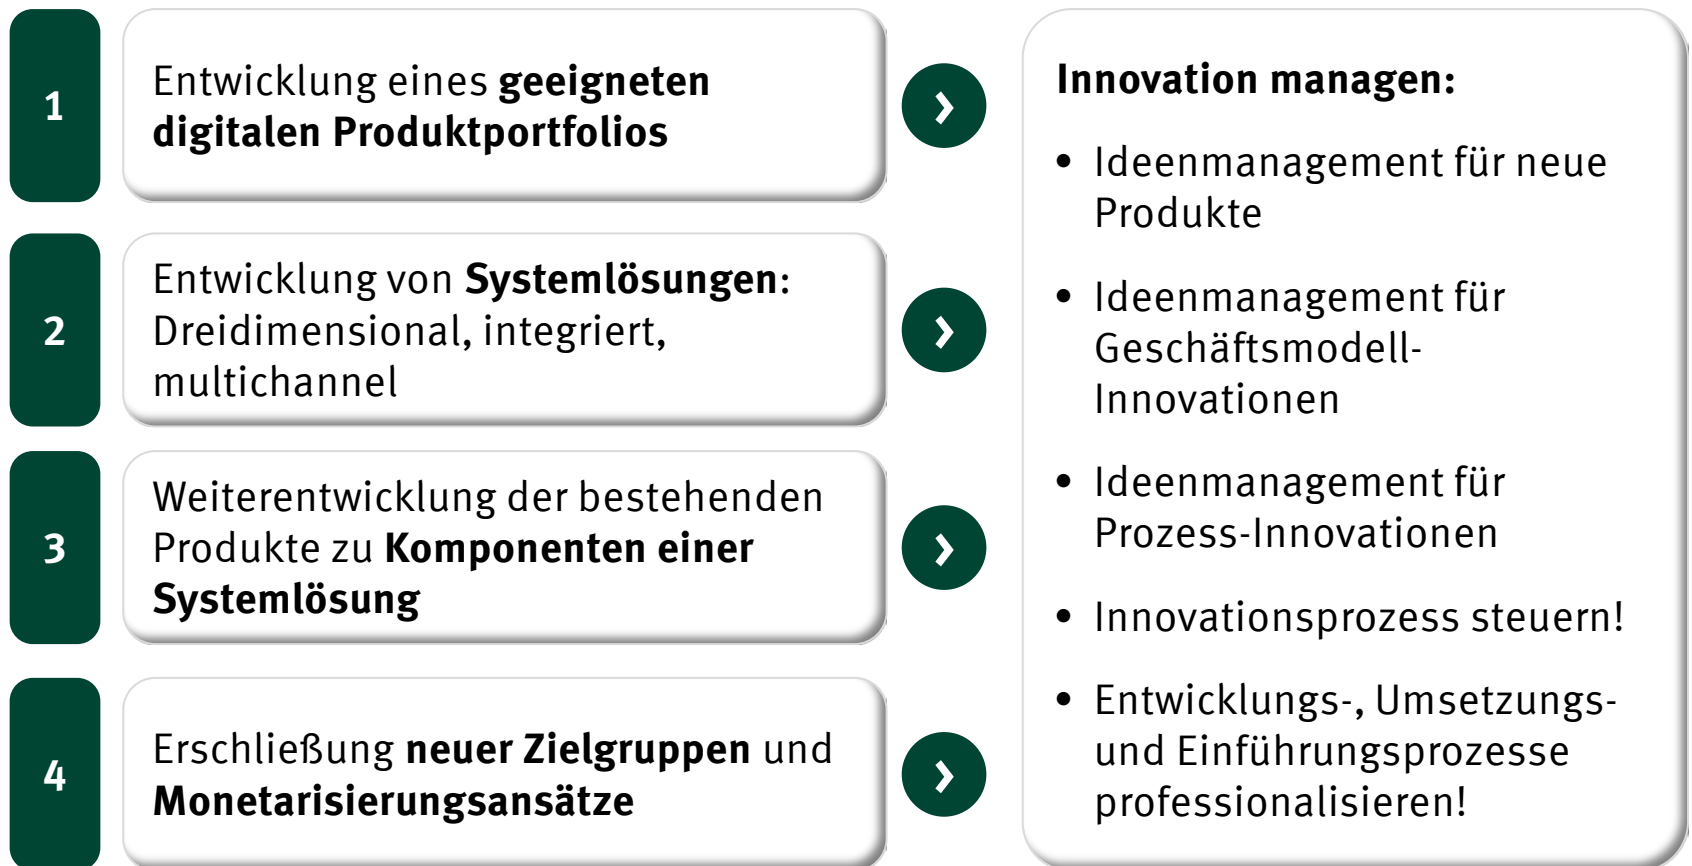 1
Entwicklung eines geeigneten
digitalen Produktportfolios
2
Entwicklung von Systemlösungen:
Dreidimensional, integriert,
multichannel
3
Weiterentwicklung der bestehenden
Produkte zu Komponenten einer
Systemlösung
4
Erschließung neuer Zielgruppen und
Monetarisierungsansätze
Innovation managen:
• Ideenmanagement für neue
Produkte
• Ideenmanagement für
Geschäftsmodell-
Innovationen
• Ideenmanagement für
Prozess-Innovationen
• Innovationsprozess steuern!
• Entwicklungs-, Umsetzungs-
und Einführungsprozesse
professionalisieren!